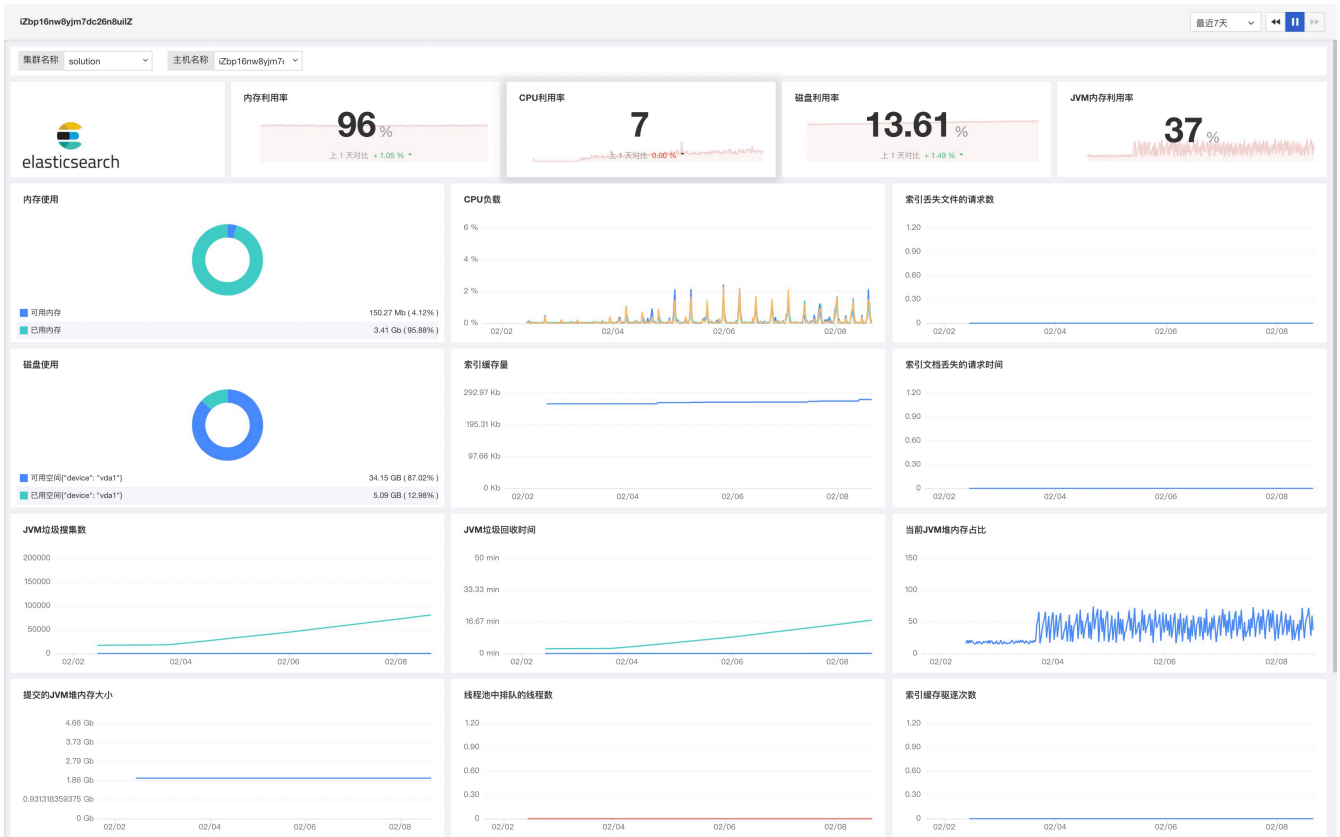 iZbp16nw8yjm7dc26n8uilZ
最近7天
集群名称 solution
主机名称 iZbp16nw8yjm7
elasticsearch
内存利用率
96 %
上 1 天对比 + 1.05 %
CPU利用率
7
上 1 天对比 0.00 %
磁盘利用率
13.61 %
上 1 天对比 + 1.49 %
JVM内存利用率
37 %
内存使用
可用内存 150.27 Mb ( 4.12% )
已用内存 3.41 Gb ( 95.88% )
CPU负载
6 %
4 %
2 %
0 %
02/02 02/04 02/06 02/08
索引丢失文件的请求数
1.20
0.90
0.60
0.30
0
02/02 02/04 02/06 02/08
磁盘使用
可用空间{"device": "vda1"} 34.15 GB ( 87.02% )
已用空间{"device": "vda1"} 5.09 GB ( 12.98% )
索引缓存量
292.97 Kb
195.31 Kb
97.66 Kb
0 Kb
02/02 02/04 02/06 02/08
索引文档丢失的请求时间
1.20
0.90
0.60
0.30
0
02/02 02/04 02/06 02/08
JVM垃圾搜集数
200000
150000
100000
50000
0
02/02 02/04 02/06 02/08
JVM垃圾回收时间
50 min
33.33 min
16.67 min
0 min
02/02 02/04 02/06 02/08
当前JVM堆内存占比
150
100
50
0
02/02 02/04 02/06 02/08
提交的JVM堆内存大小
4.66 Gb
3.73 Gb
2.79 Gb
1.86 Gb
0.931318359375 Gb
0 Gb
02/02 02/04 02/06 02/08
线程池中排队的线程数
1.20
0.90
0.60
0.30
0
02/02 02/04 02/06 02/08
索引缓存驱逐次数
1.20
0.90
0.60
0.30
0
02/02 02/04 02/06 02/08